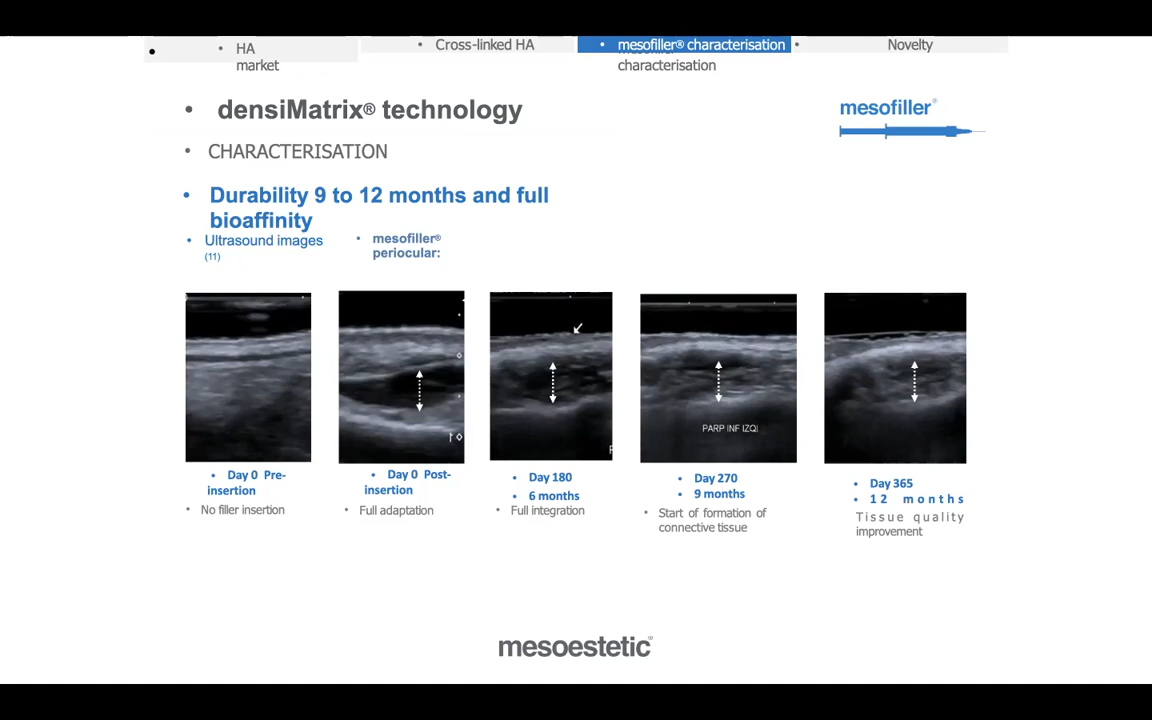 • HA
market
• Cross-linked HA
• mesofiller® characterisation •
characterisation
Novelty
• densiMatrix® technology
mesofiller®
• CHARACTERISATION
• Durability 9 to 12 months and full
bioaffinity
• Ultrasound images
(11)
• mesofiller®
periocular:
PARP INF IZQ
• Day 0 Pre-
insertion
• No filler insertion
• Day 0 Post-
insertion
• Full adaptation
• Day 180
• 6 months
• Full integration
• Day 270
• 9 months
• Start of formation of
connective tissue
• Day 365
• 12 months
Tissue quality
improvement
mesoestetic®